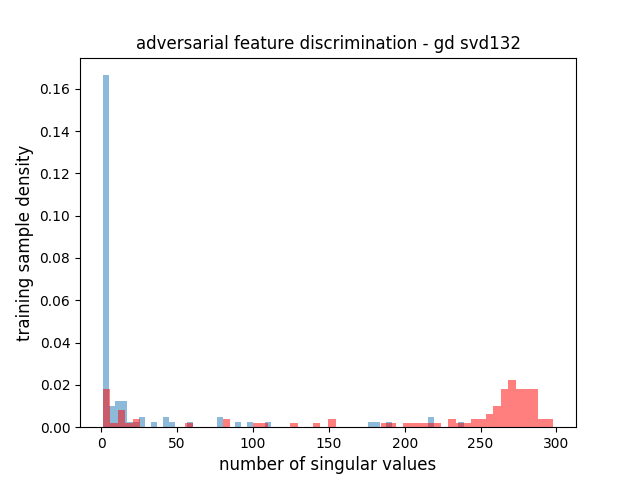 adversarial feature discrimination - gd svd132
training sample density
0.16
0.14
0.12
0.10
0.08
0.06
0.04
0.02
0.00
0 50 100 150 200 250 300
number of singular values